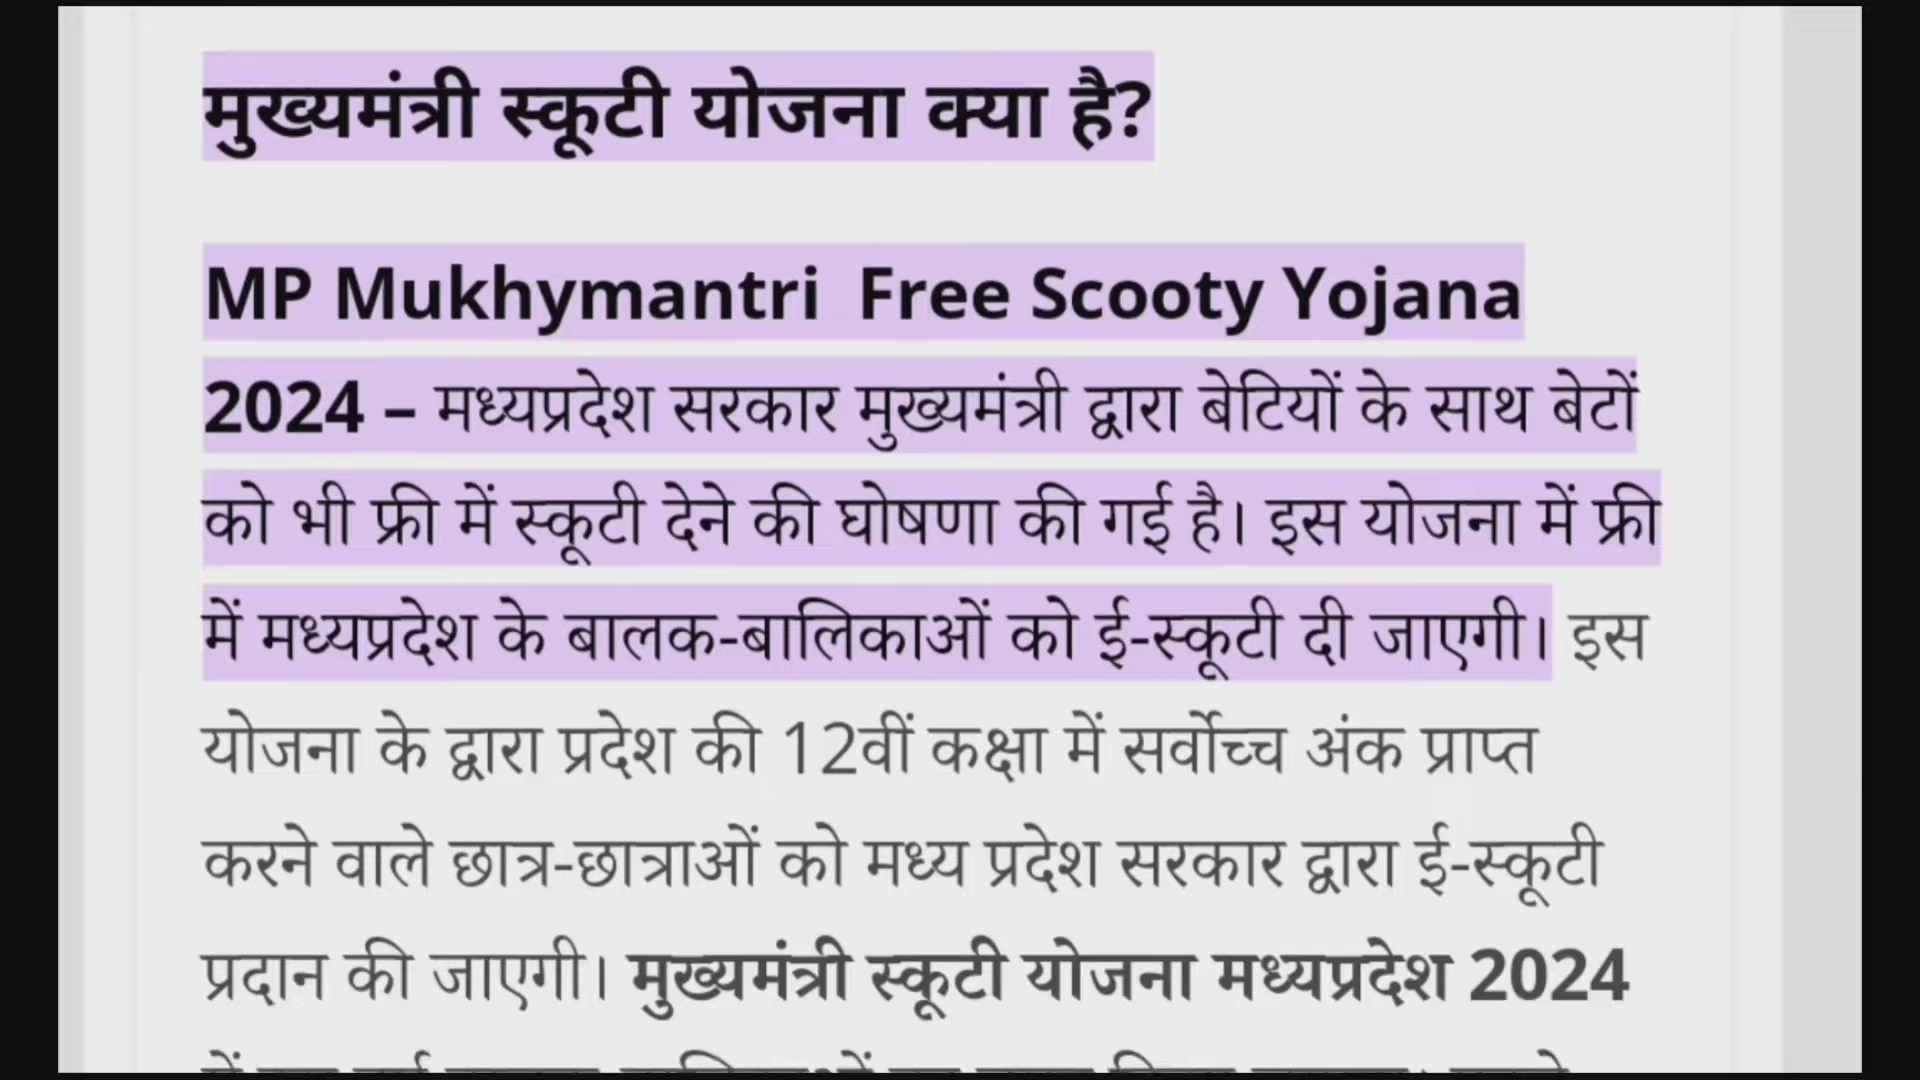 मुख्यमंत्री स्कूटी योजना क्या है?
MP Mukhymantri  Free Scooty Yojana
2024 – मध्यप्रदेश सरकार मुख्यमंत्री द्वारा बेटियों के साथ बेटों
को भी फ्री में स्कूटी देने की घोषणा की गई है। इस योजना में फ्री
में मध्यप्रदेश के बालक-बालिकाओं को ई-स्कूटी दी जाएगी। इस
योजना के द्वारा प्रदेश की 12वीं कक्षा में सर्वोच्च अंक प्राप्त
करने वाले छात्र-छात्राओं को मध्य प्रदेश सरकार द्वारा ई-स्कूटी
प्रदान की जाएगी। मुख्यमंत्री स्कूटी योजना मध्यप्रदेश 2024